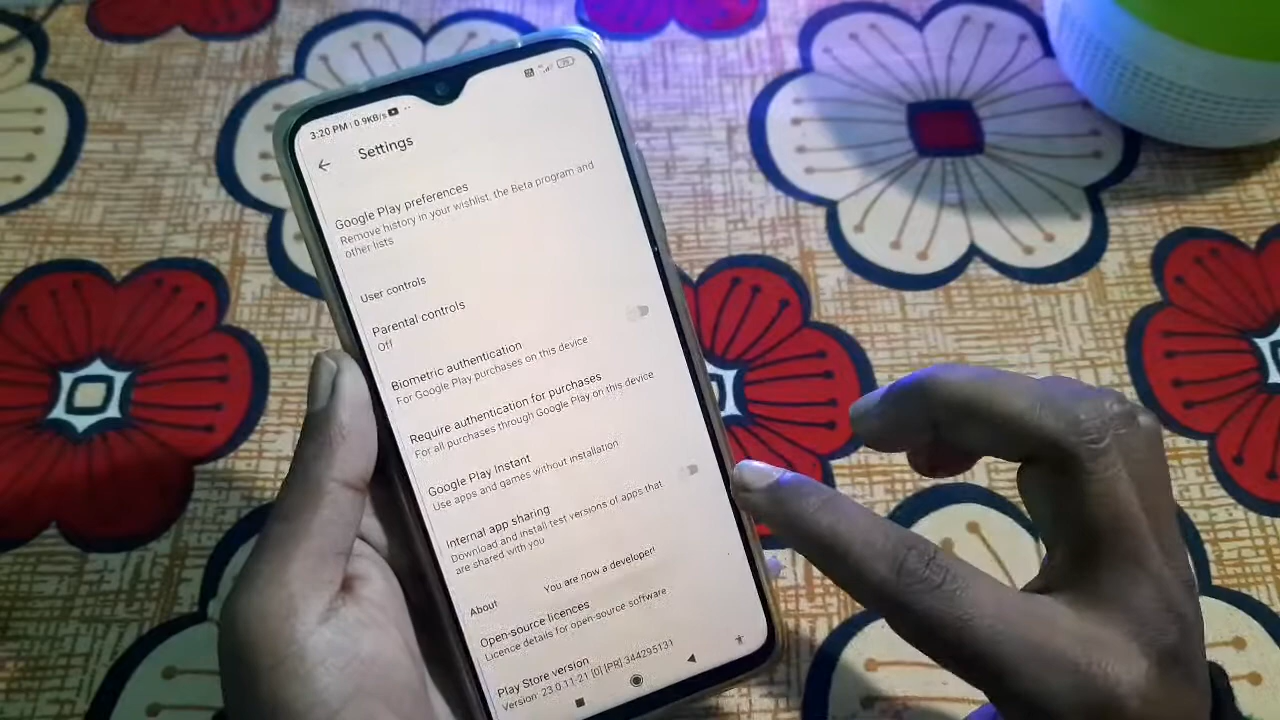 3:20 PM | 0.9KB/s
Settings
Google Play preferences
Remove history in your wishlist, the Beta program and
other lists
User controls
Parental controls
Off
Biometric authentication
For Google Play purchases on this device
Require authentication for purchases
For all purchases through Google Play on this device
Google Play Instant
Use apps and games without installation
Internal app sharing
Download and install test versions of apps that
are shared with you
You are now a developer!
About
Open-source licences
Licence details for open-source software
Play Store version
Version 23.0.11-21 [0] [PR] 344295131